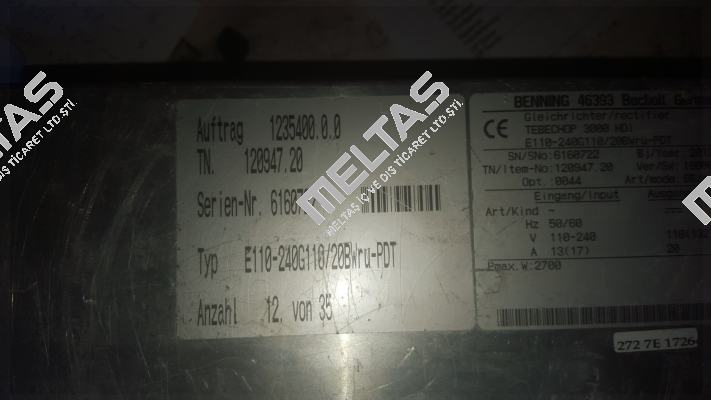 Auftrag 1235400.0.0
TN. 120947.20
Serien-Nr.
Typ E110-240G110/20Bwru-PDT
Anzahl 12. von 35
BENNING 46393 Bocholt
Gleichrichter/rectifier
TEBECHOP 3000 HDI
E110-240G110/20Bwru-PDT
SN/SNo:6160722
TN/Item-No:120947.20
Opt.:0044
Eingang/input
Art/Kind ~
Hz 50/60
V 110-240
A 13(17) 20
Pmax.W:2700
272 7E 1726
MELTAS
MELTAS İÇ VE DIŞ TİCARET LTD.ŞTİ.
MELTAS